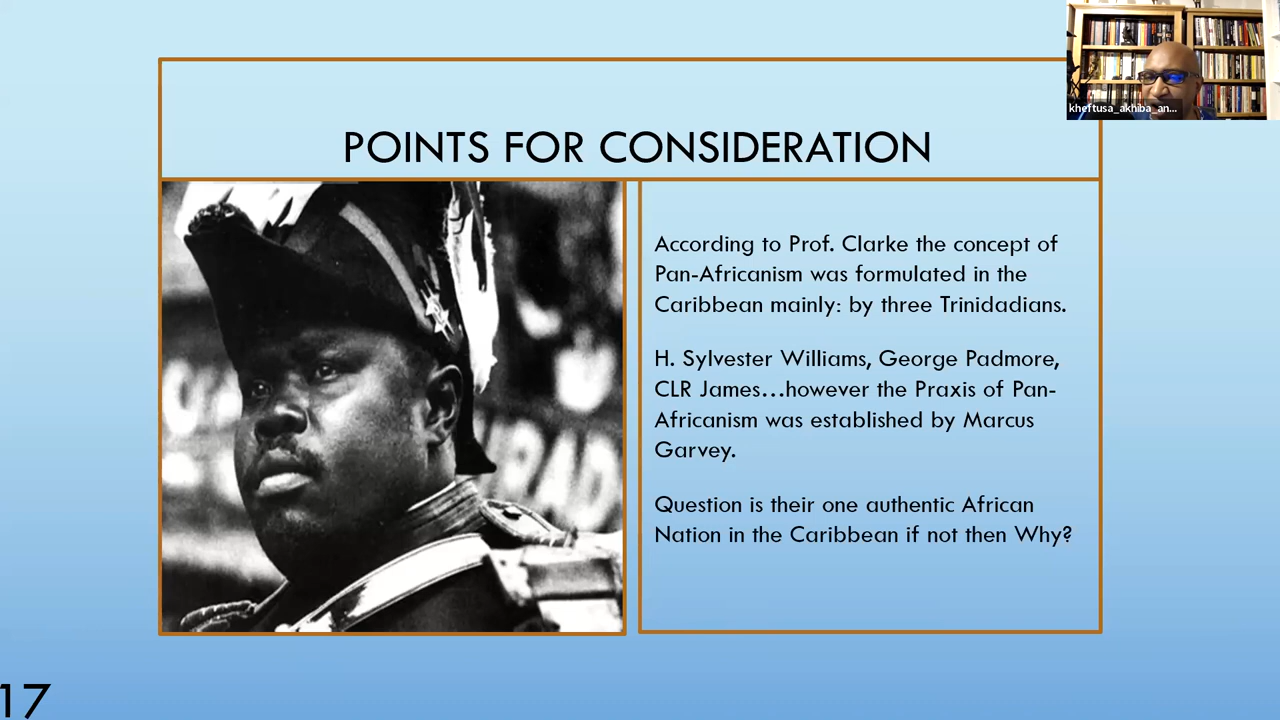 kheftusa_akhiba_an...
POINTS FOR CONSIDERATION
According to Prof. Clarke the concept of
Pan-Africanism was formulated in the
Caribbean mainly: by three Trinidadians.
H. Sylvester Williams, George Padmore,
CLR James...however the Praxis of Pan-
Africanism was established by Marcus
Garvey.
Question is their one authentic African
Nation in the Caribbean if not then Why?
17